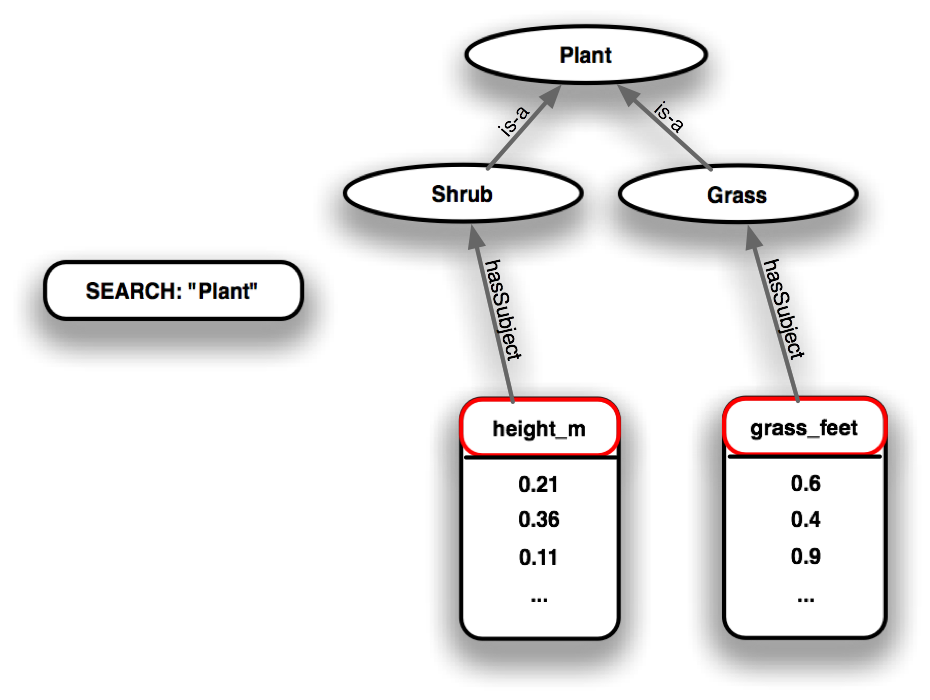 Plant
is-a
is-a
Shrub
Grass
SEARCH: "Plant"
hasSubject
hasSubject
height_m
0.21
0.36
0.11
...
grass_feet
0.6
0.4
0.9
...